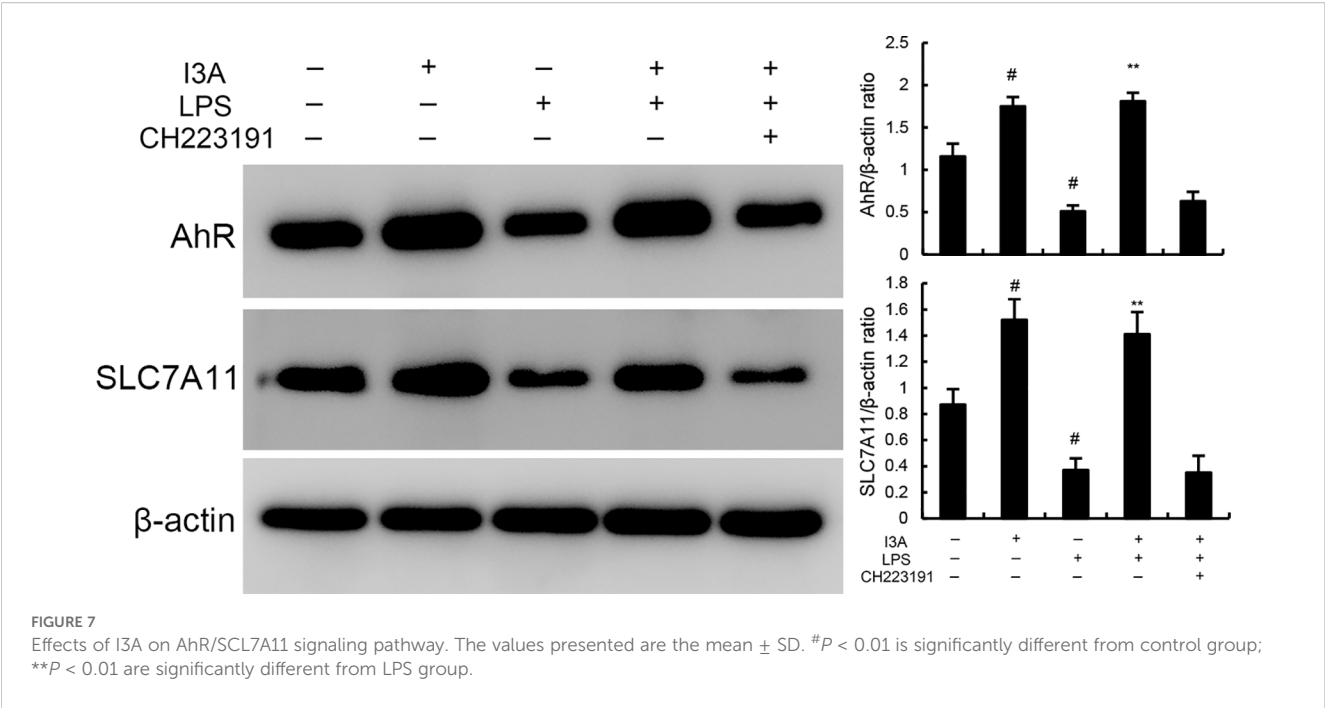 I3A – + – + +
LPS – – + + +
CH223191 – – – – +
AhR
SLC7A11
β-actin
2.5
2
1.5
1
0.5
0
AhR/β-actin ratio
# # **
1.8
1.6
1.4
1.2
1
0.8
0.6
0.4
0.2
0
SLC7A11/β-actin ratio
# # **
I3A – + – + +
LPS – – + + +
CH223191 – – – – +
FIGURE 7
Effects of I3A on AhR/SCL7A11 signaling pathway. The values presented are the mean ± SD. #P < 0.01 is significantly different from control group;
**P < 0.01 are significantly different from LPS group.